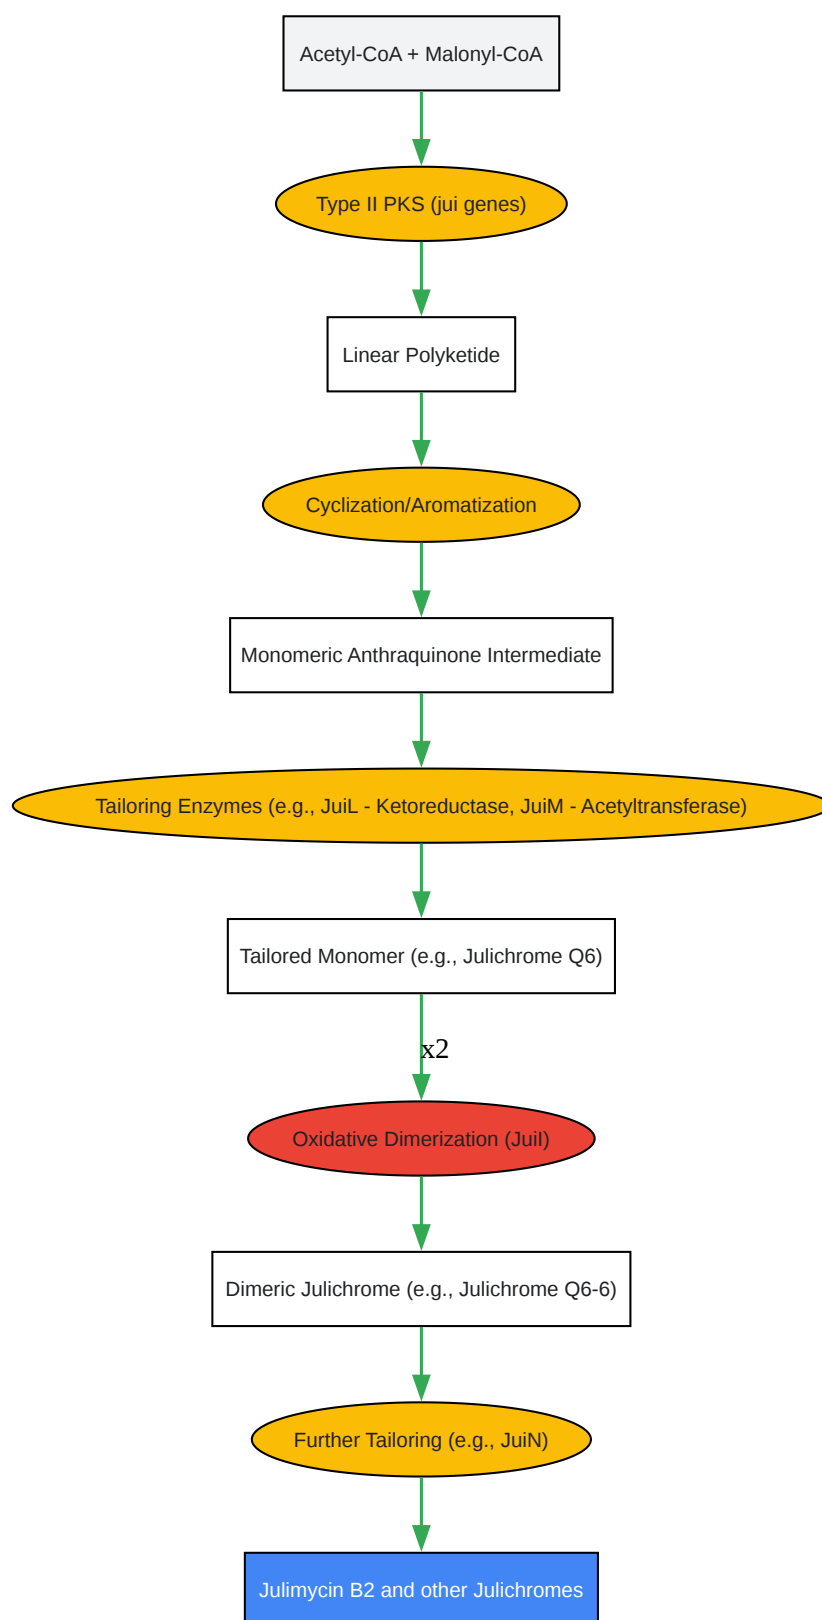 Acetyl-CoA + Malonyl-CoA
Type II PKS (jui genes)
Linear Polyketide
Cyclization/Aromatization
Monomeric Anthraquinone Intermediate
Tailoring Enzymes (e.g., JuiL - Ketoreductase, JuiM - Acetyltransferase)
Tailored Monomer (e.g., Julichrome Q6)
x2
Oxidative Dimerization (JuiI)
Dimeric Julichrome (e.g., Julichrome Q6-6)
Further Tailoring (e.g., JuiN)
Julimycin B2 and other Julichromes